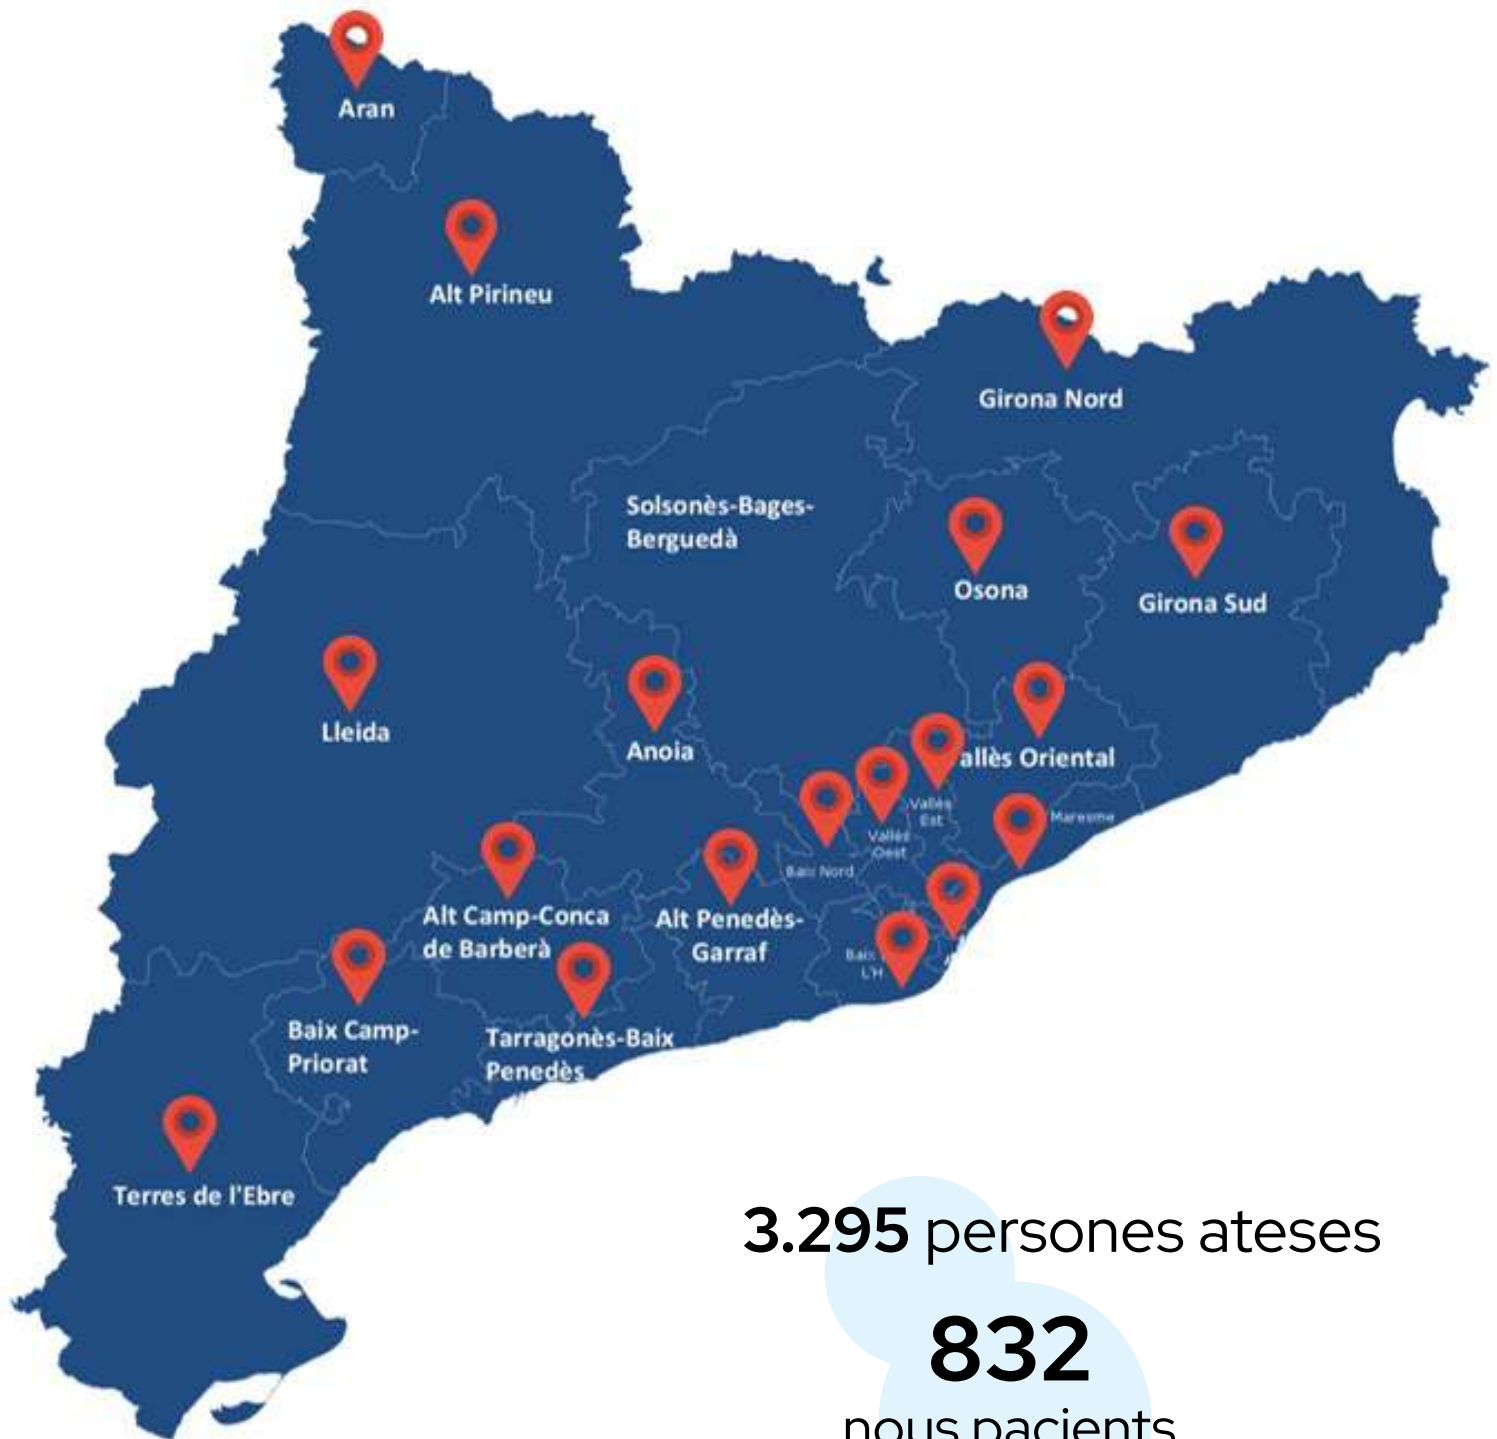 Aran
Alt Pirineu
Girona Nord
Solsonès-Bages-
Berguedà
Osona
Girona Sud
Lleida
Anoia
allès Oriental
Vallès
Est
Maresme
Vallès
Oest
Baix Nord
Alt Camp-Conca
de Barberà
Alt Penedès-
Garraf
Baix
L'H
Baix Camp-
Priorat
Tarragonès-Baix
Penedès
Terres de l'Ebre
3.295 persones ateses
832
nous pacients